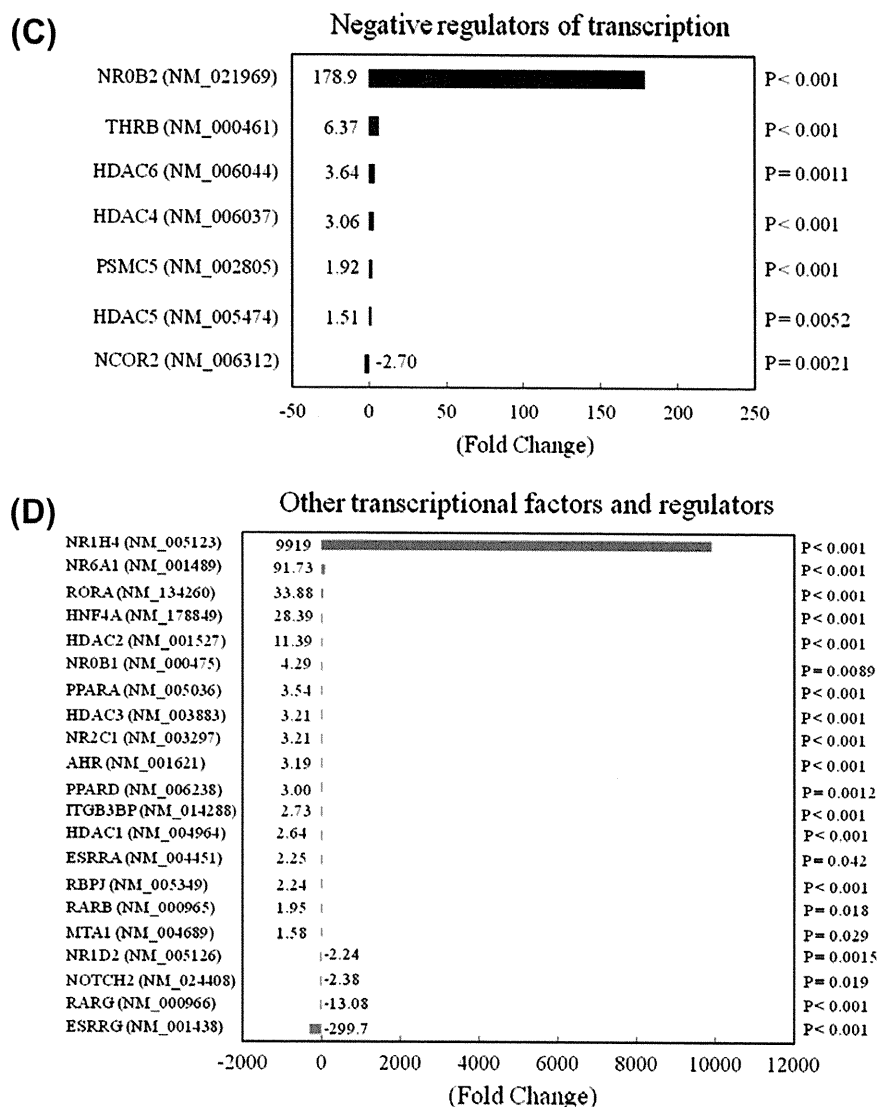 (C)
Negative regulators of transcription
NR0B2 (NM_021969) 178.9 P< 0.001
THRB (NM_000461) 6.37 P< 0.001
HDAC6 (NM_006044) 3.64 P= 0.0011
HDAC4 (NM_006037) 3.06 P< 0.001
PSMC5 (NM_002805) 1.92 P< 0.001
HDAC5 (NM_005474) 1.51 P= 0.0052
NCOR2 (NM_006312) -2.70 P= 0.0021
-50 0 50 100 150 200 250
(Fold Change)
(D)
Other transcriptional factors and regulators
NR1H4 (NM_005123) 9919 P< 0.001
NR6A1 (NM_001489) 91.73 P< 0.001
RORA (NM_134260) 33.88 P< 0.001
HNF4A (NM_178849) 28.39 P< 0.001
HDAC2 (NM_001527) 11.39 P< 0.001
NR0B1 (NM_000475) 4.29 P= 0.0089
PPARA (NM_005036) 3.54 P< 0.001
HDAC3 (NM_003883) 3.21 P< 0.001
NR2C1 (NM_003297) 3.21 P< 0.001
AHR (NM_001621) 3.19 P< 0.001
PPARD (NM_006238) 3.00 P= 0.0012
ITGB3BP (NM_014288) 2.73 P< 0.001
HDAC1 (NM_004964) 2.64 P< 0.001
ESRRA (NM_004451) 2.25 P= 0.042
RBPJ (NM_005349) 2.24 P< 0.001
RARB (NM_000965) 1.95 P= 0.018
MTA1 (NM_004689) 1.58 P= 0.029
NR1D2 (NM_005126) -2.24 P= 0.0015
NOTCH2 (NM_024408) -2.38 P= 0.019
RARG (NM_000966) -13.08 P< 0.001
ESRRG (NM_001438) -299.7 P< 0.001
-2000 0 2000 4000 6000 8000 10000 12000
(Fold Change)